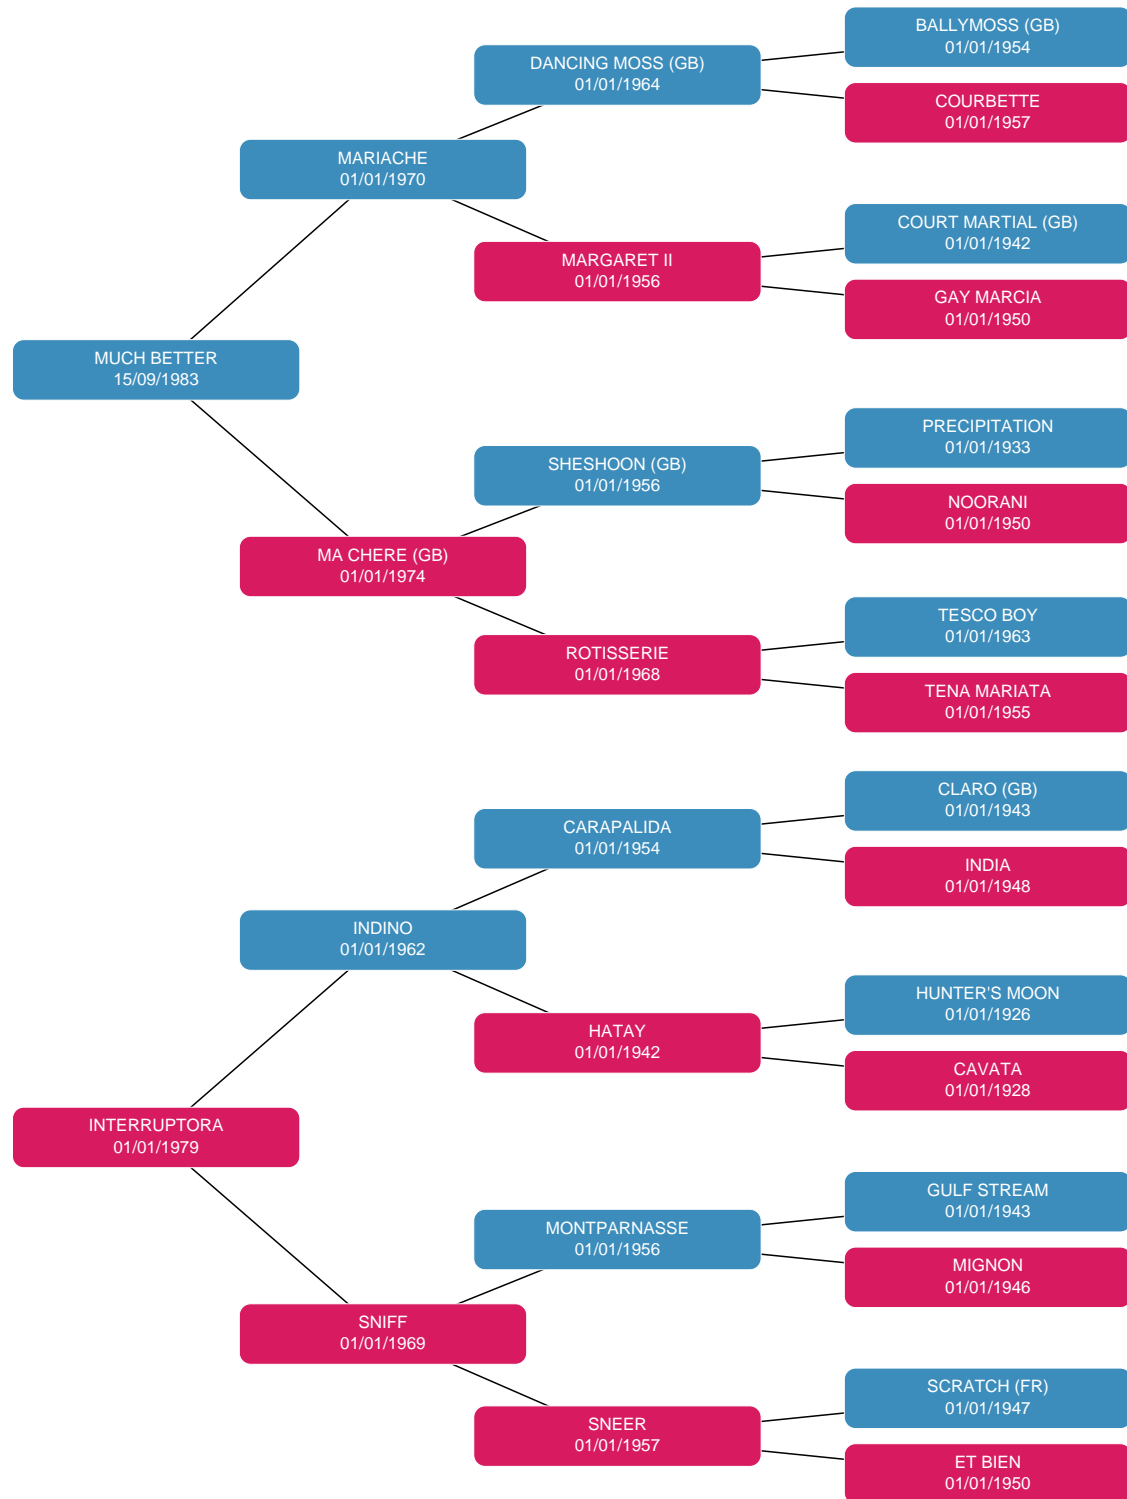 BALLYMOSS (GB)
01/01/1954
DANCING MOSS (GB)
01/01/1964
COURBETTE
01/01/1957
MARIACHE
01/01/1970
COURT MARTIAL (GB)
01/01/1942
MARGARET II
01/01/1956
GAY MARCIA
01/01/1950
MUCH BETTER
15/09/1983
PRECIPITATION
01/01/1933
SHESHOON (GB)
01/01/1956
NOORANI
01/01/1950
MA CHERE (GB)
01/01/1974
TESCO BOY
01/01/1963
ROTISSERIE
01/01/1968
TENA MARIATA
01/01/1955
CLARO (GB)
01/01/1943
CARAPALIDA
01/01/1954
INDIA
01/01/1948
INDINO
01/01/1962
HUNTER'S MOON
01/01/1926
HATAY
01/01/1942
CAVATA
01/01/1928
INTERRUPTORA
01/01/1979
GULF STREAM
01/01/1943
MONTPARNASSE
01/01/1956
MIGNON
01/01/1946
SNIFF
01/01/1969
SCRATCH (FR)
01/01/1947
SNEER
01/01/1957
ET BIEN
01/01/1950